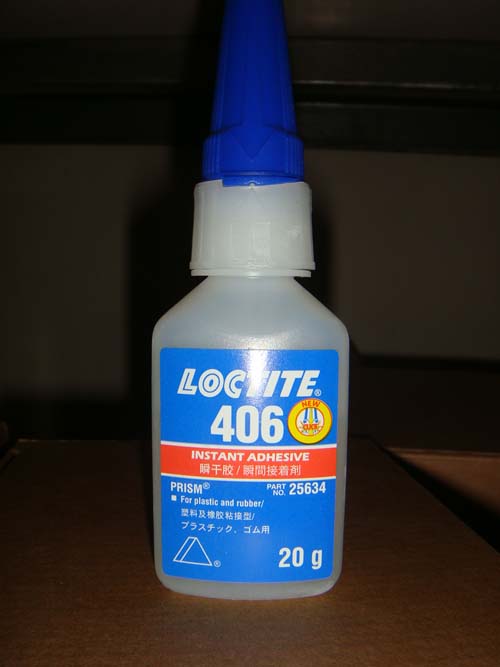 LOCTITE®
406
NEW
INSTANT ADHESIVE
瞬干胶/瞬間接着剤
PRISM®
PART NO. 25634
■ For plastic and rubber/
塑料及橡胶粘接型/
プラスチック、ゴム用
®
20 g